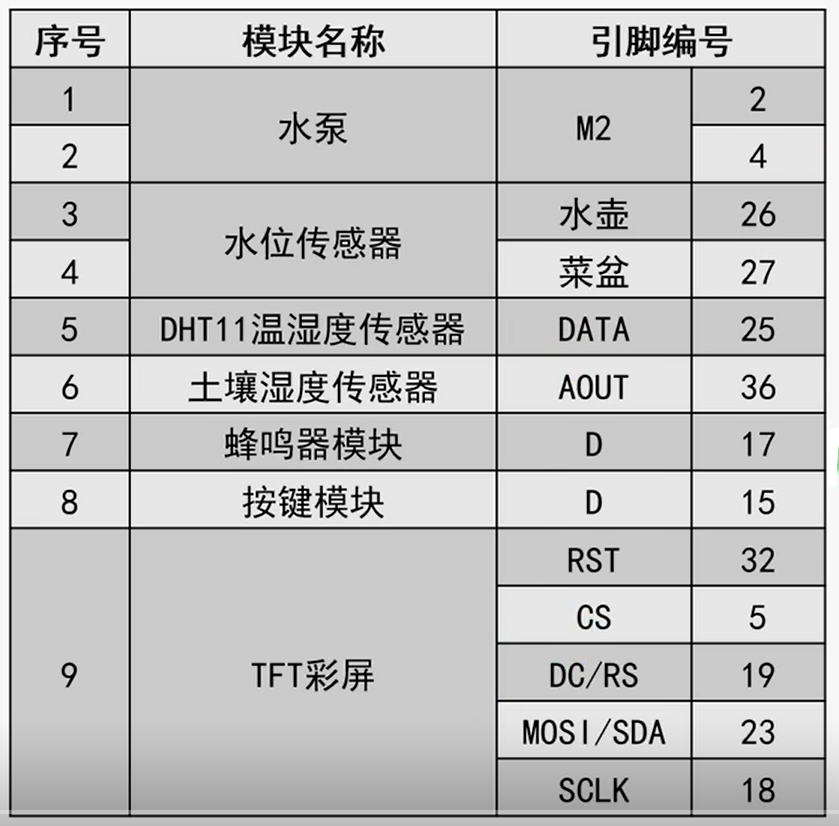 序号 模块名称 引脚编号
1 水泵 M2 2
2 4
3 水位传感器 水壶 26
4 菜盆 27
5 DHT11温湿度传感器 DATA 25
6 土壤湿度传感器 AOUT 36
7 蜂鸣器模块 D 17
8 按键模块 D 15
9 TFT彩屏 RST 32
CS 5
DC/RS 19
MOSI/SDA 23
SCLK 18